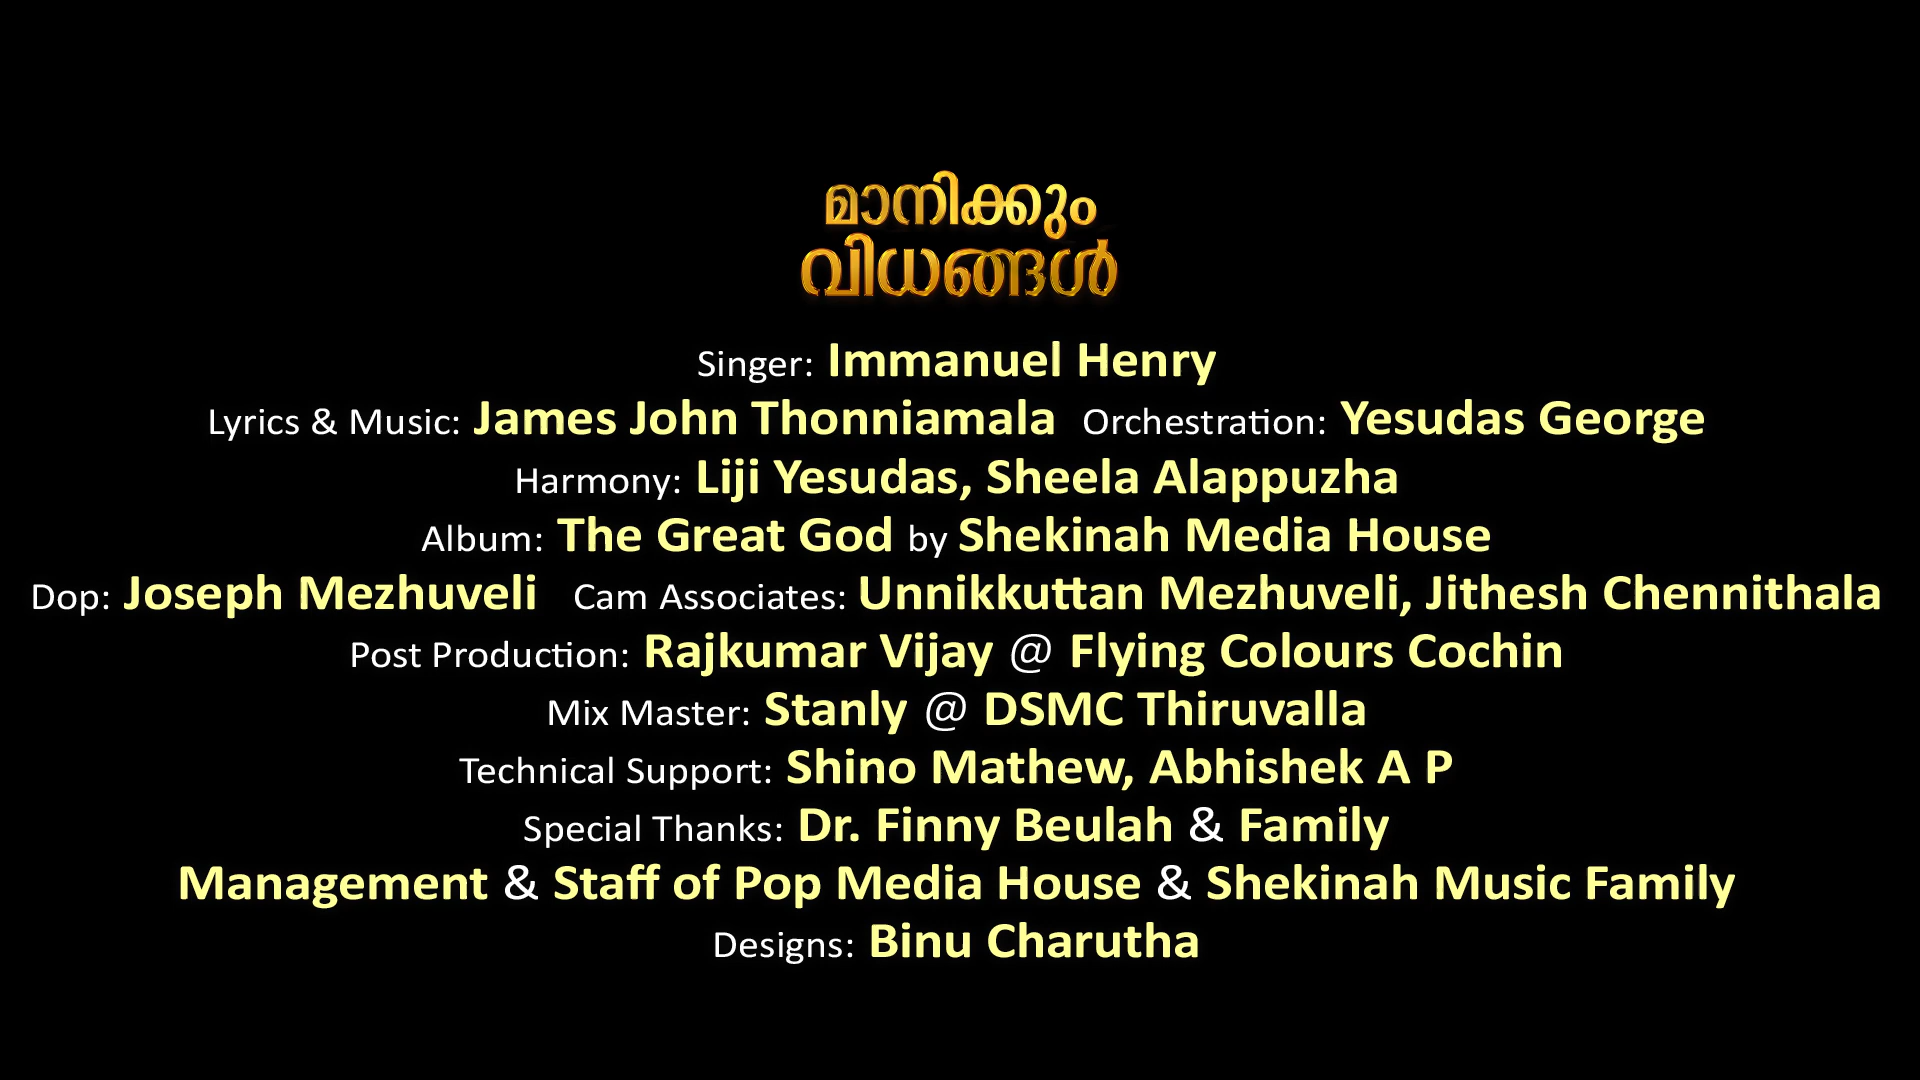 മാനിക്കും
വിധങ്ങൾ
Singer: Immanuel Henry
Lyrics & Music: James John Thonniamala Orchestration: Yesudas George
Harmony: Liji Yesudas, Sheela Alappuzha
Album: The Great God by Shekinah Media House
Dop: Joseph Mezhuveli Cam Associates: Unnikkuttan Mezhuveli, Jithesh Chennithala
Post Production: Rajkumar Vijay @ Flying Colours Cochin
Mix Master: Stanly @ DSMC Thiruvalla
Technical Support: Shino Mathew, Abhishek A P
Special Thanks: Dr. Finny Beulah & Family
Management & Staff of Pop Media House & Shekinah Music Family
Designs: Binu Charutha